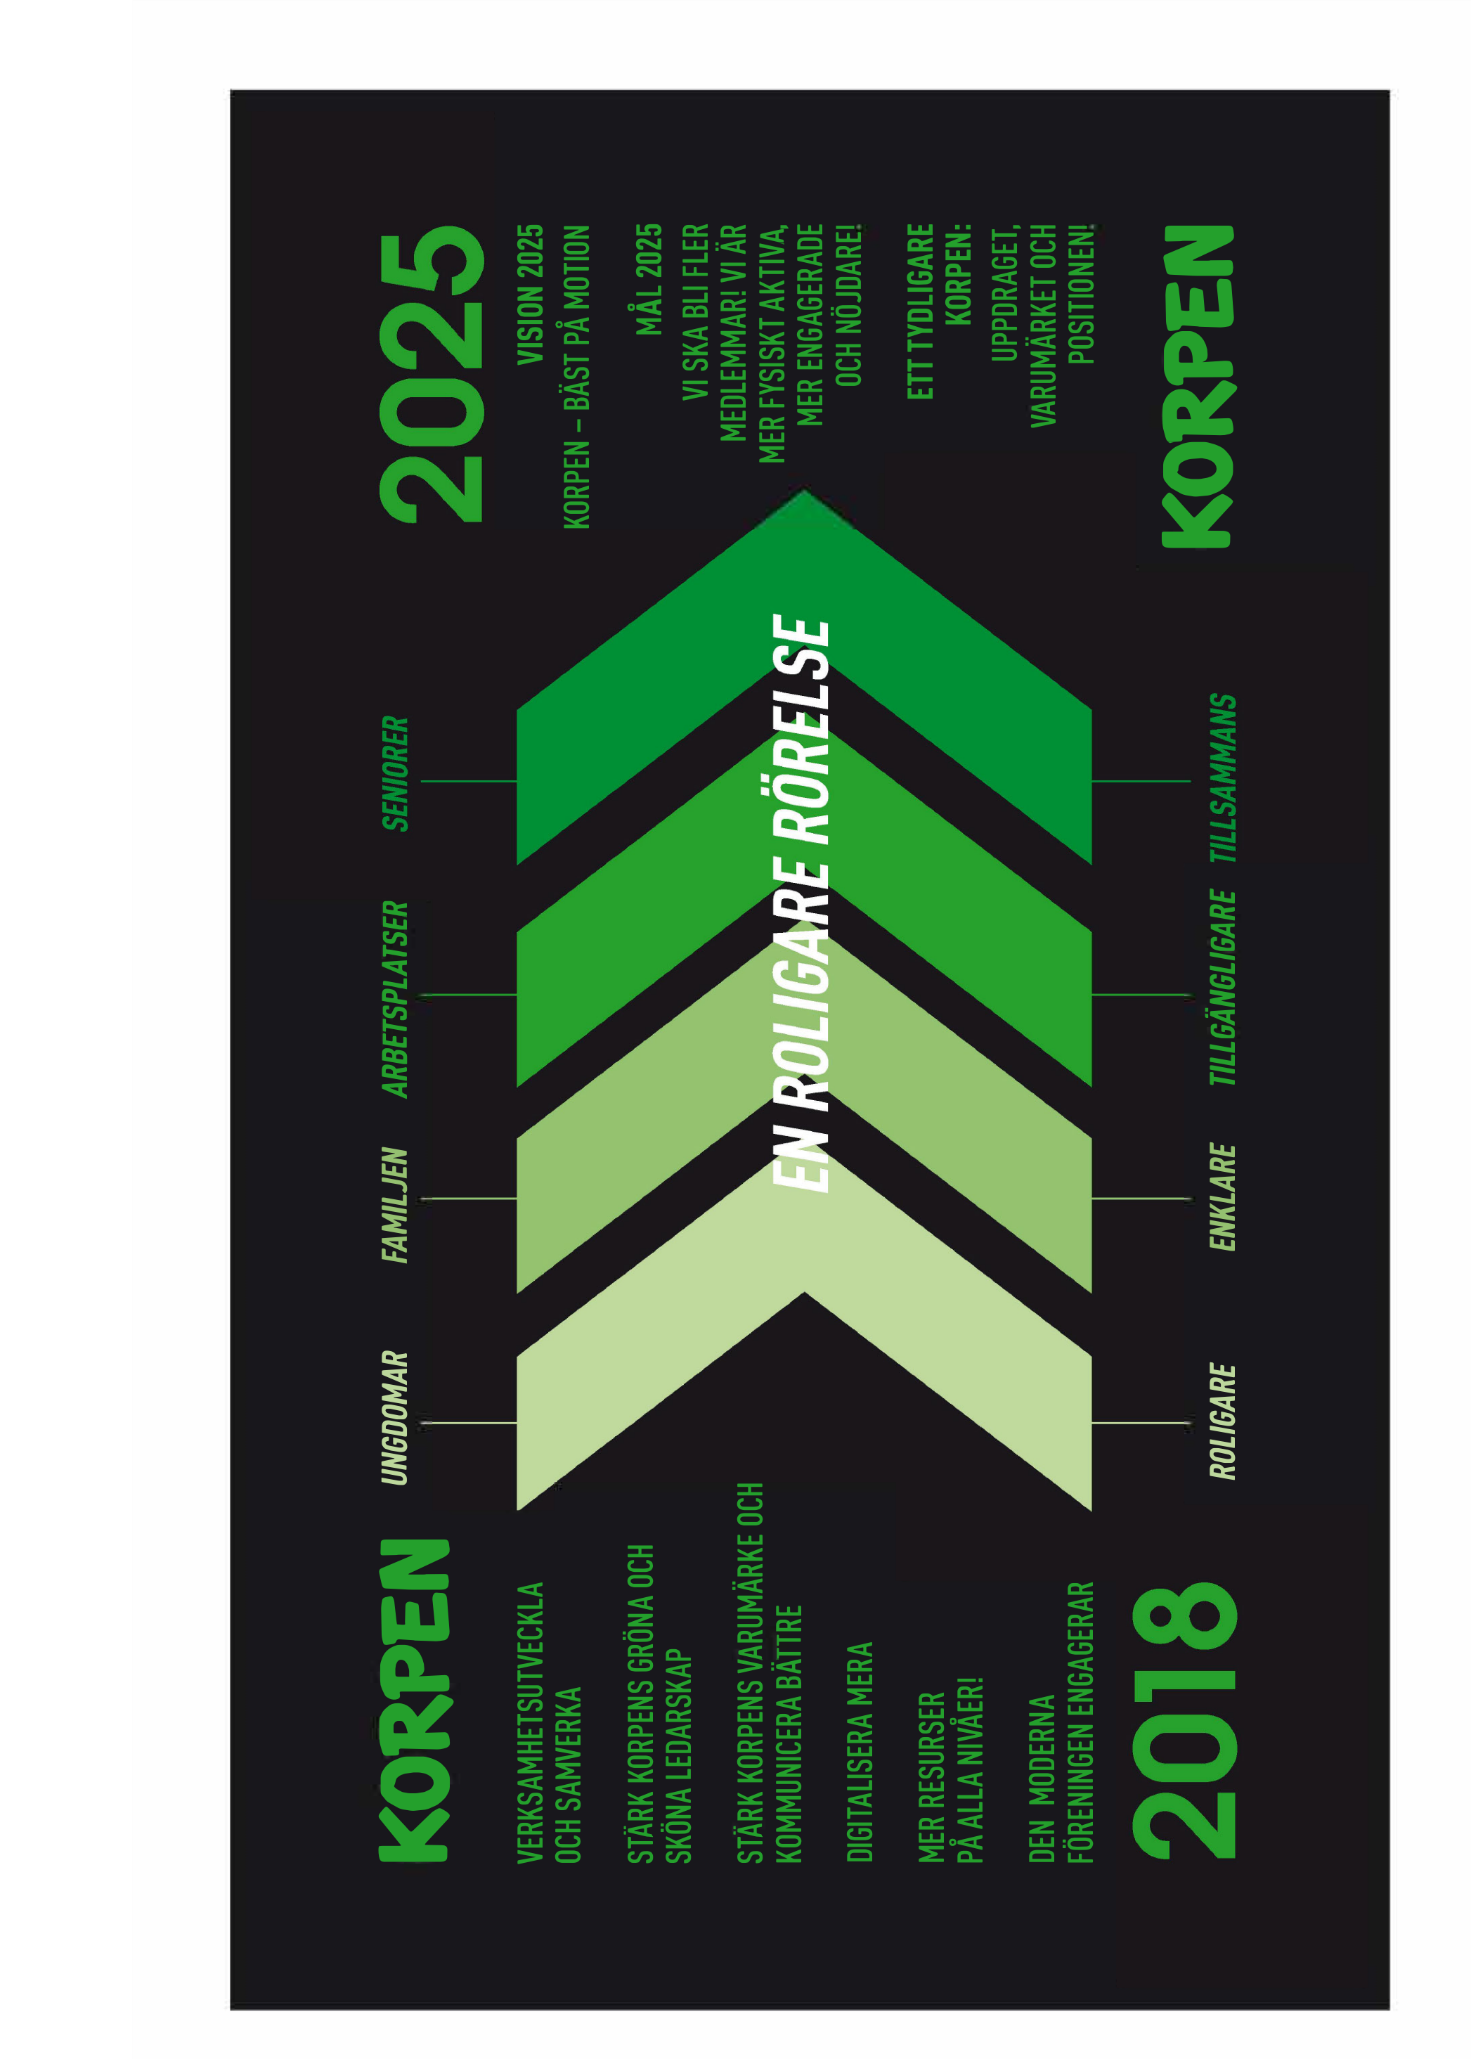 KORPEN
VERKSAMHETSUTVECKLA
OCH SAMVERKA
STÄRK KORPENS GRÖNA OCH
SKÖNA LEDARSKAP
STÄRK KORPENS VARUMÄRKE OCH
KOMMUNICERA BÄTTRE
DIGITALISERA MERA
MER RESURSER
PÅ ALLA NIVÅER!
DEN MODERNA
FÖRENINGEN ENGAGERAR
2018
UNGDOMAR
FAMILJEN
ARBETSPLATSER
SENIORER
EN ROLIGARE RÖRELSE
ROLIGARE
ENKLARE
TILLGÄNGLIGARE
TILLSAMMANS
2025
VISION 2025
KORPEN – BÄST PÅ MOTION
MÅL 2025
VI SKA BLI FLER
MEDLEMMAR! VI ÄR
MER FYSISKT AKTIVA,
MER ENGAGERADE
OCH NÖJDARE!
ETT TYDLIGARE
KORPEN:
UPPDRAGET,
VARUMÄRKET OCH
POSITIONEN!
KORPEN